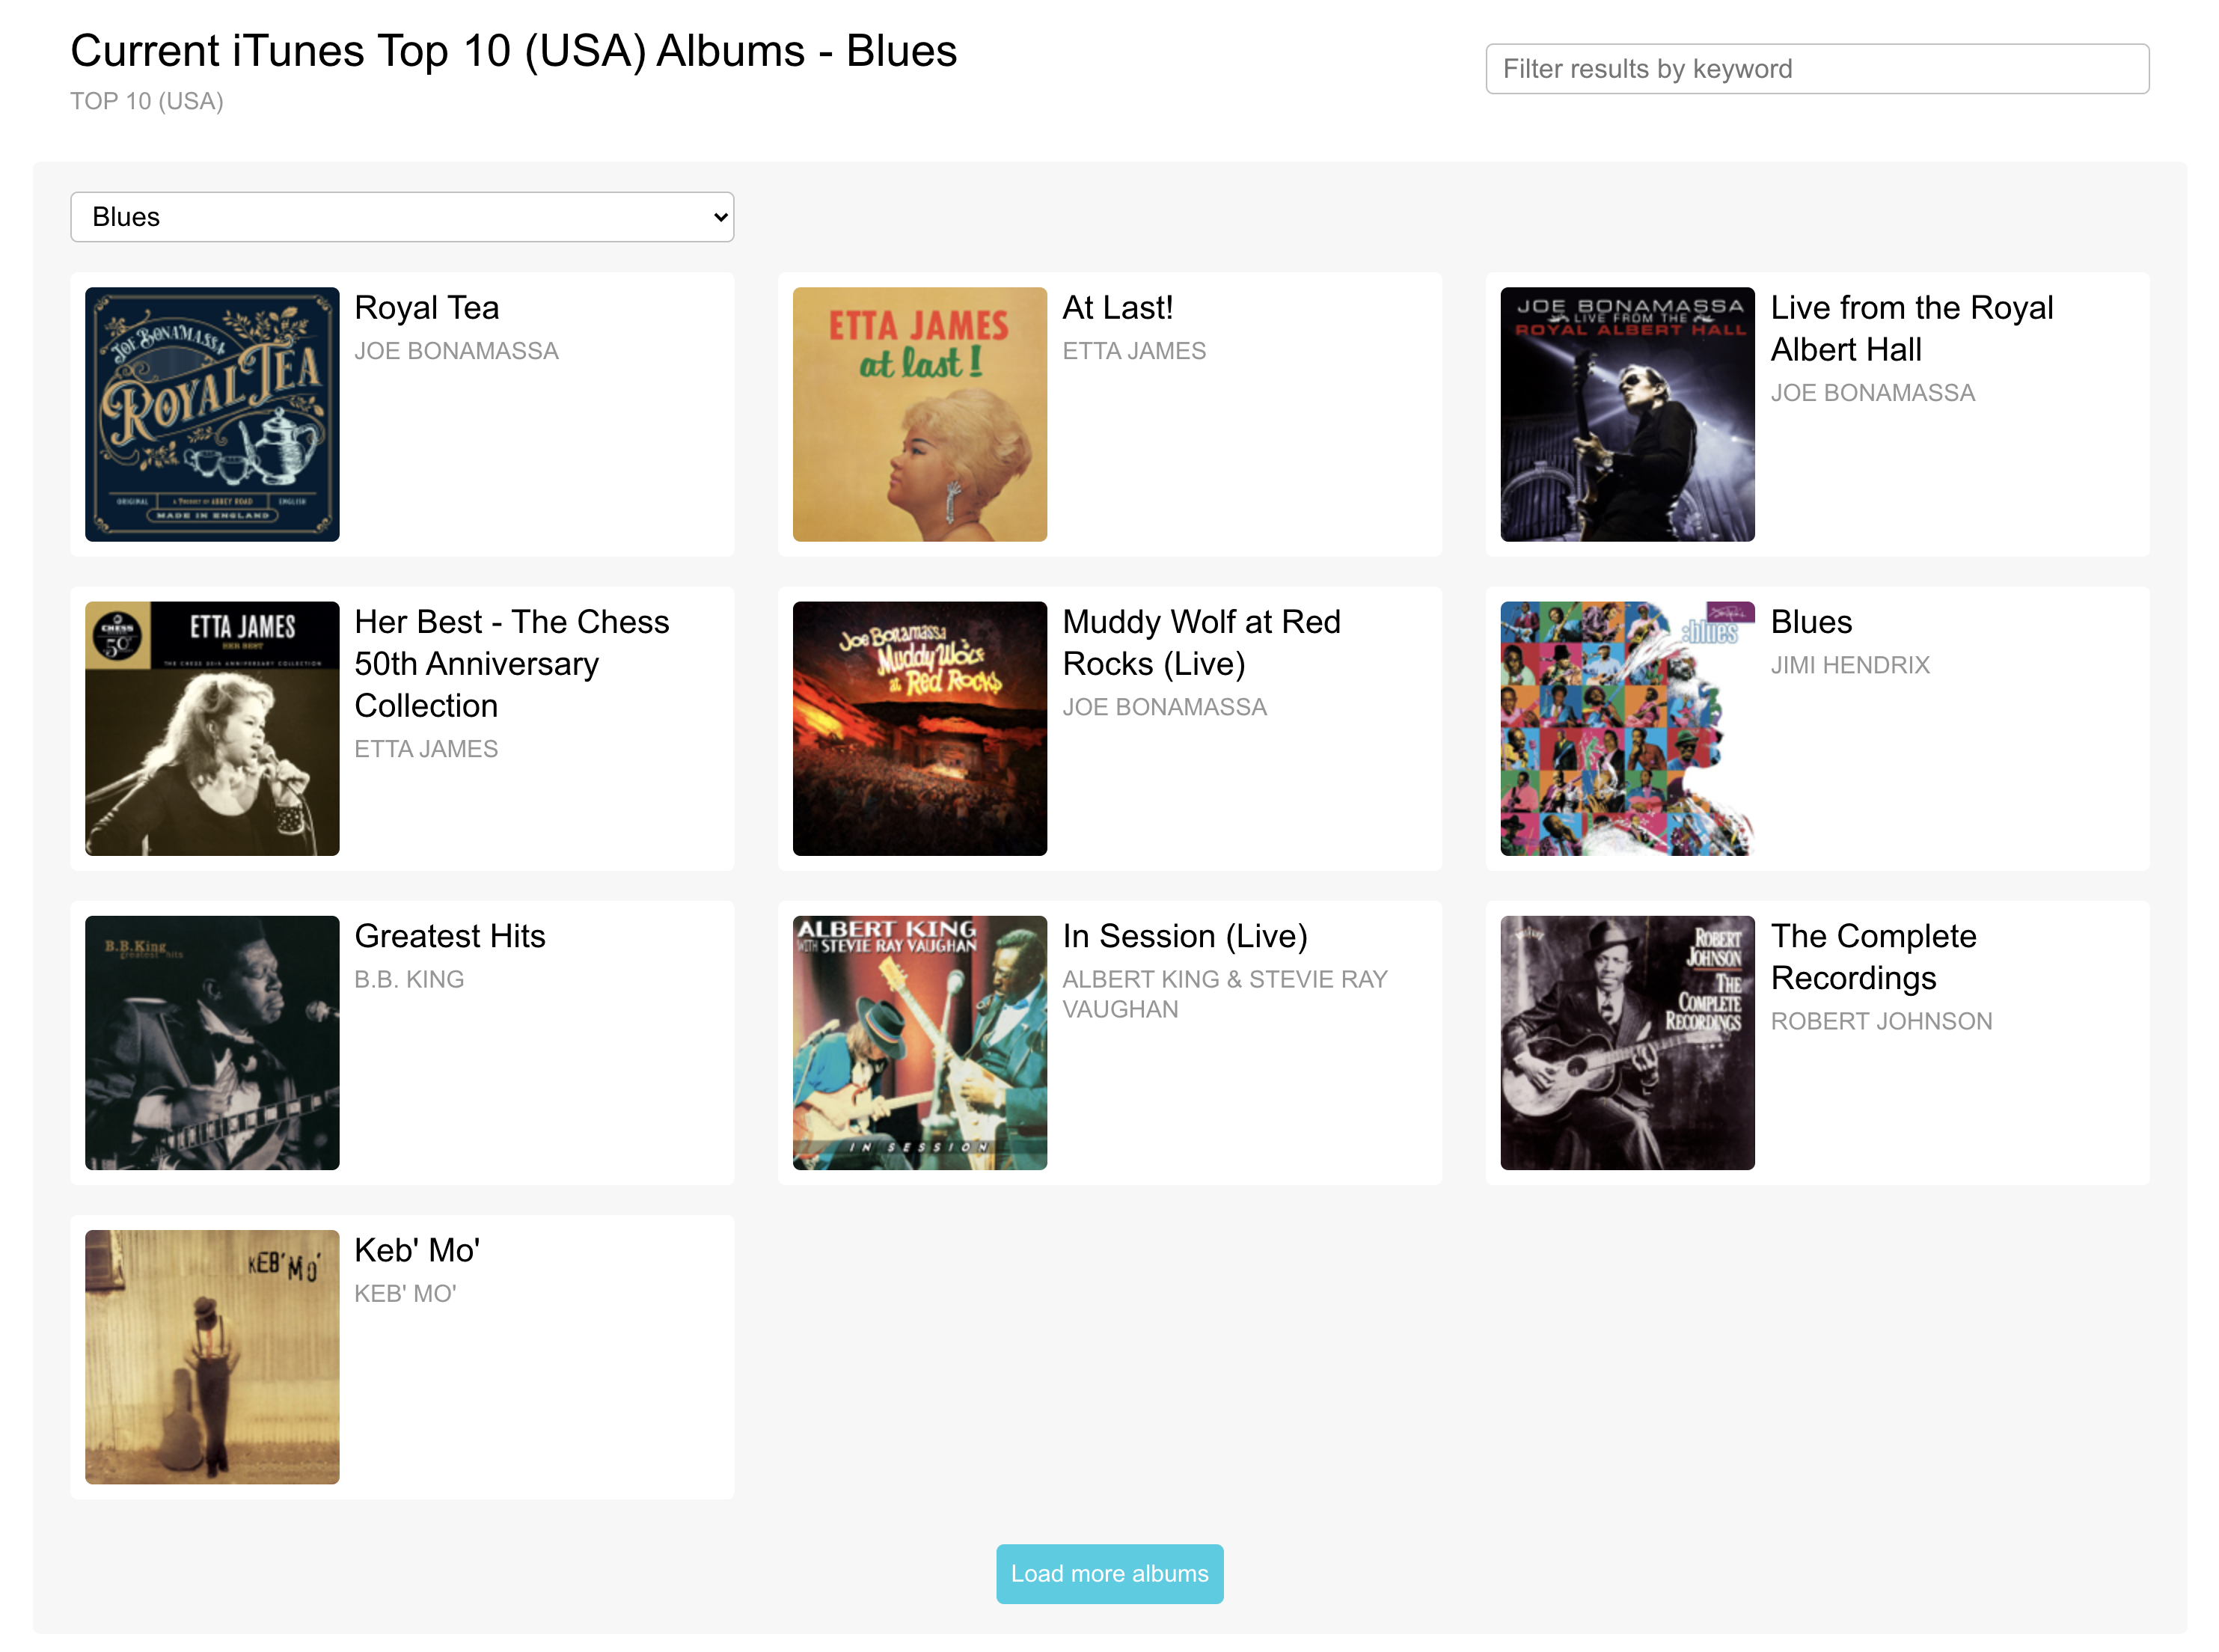 Current iTunes Top 10 (USA) Albums - Blues
TOP 10 (USA)
Filter results by keyword
Blues
JOE BONAMASSA
ROYAL TEA
ORIGINAL
A PRODUCT OF ABBEY ROAD
ENGLISH
MADE IN ENGLAND
Royal Tea
JOE BONAMASSA
ETTA JAMES
at last!
At Last!
ETTA JAMES
JOE BONAMASSA
LIVE FROM THE
ROYAL ALBERT HALL
Live from the Royal
Albert Hall
JOE BONAMASSA
CHESS
50
ETTA JAMES
HER BEST
THE CHESS 50TH ANNIVERSARY COLLECTION
Her Best - The Chess
50th Anniversary
Collection
ETTA JAMES
Joe Bonamassa
Muddy Wolf
at Red Rocks
Muddy Wolf at Red
Rocks (Live)
JOE BONAMASSA
:blues
Blues
JIMI HENDRIX
B.B.King
greatest hits
Greatest Hits
B.B. KING
ALBERT KING
WITH STEVIE RAY VAUGHAN
IN SESSION
In Session (Live)
ALBERT KING & STEVIE RAY
VAUGHAN
ROBERT
JOHNSON
THE
COMPLETE
RECORDINGS
The Complete
Recordings
ROBERT JOHNSON
KEB' MO'
Keb' Mo'
KEB' MO'
Load more albums